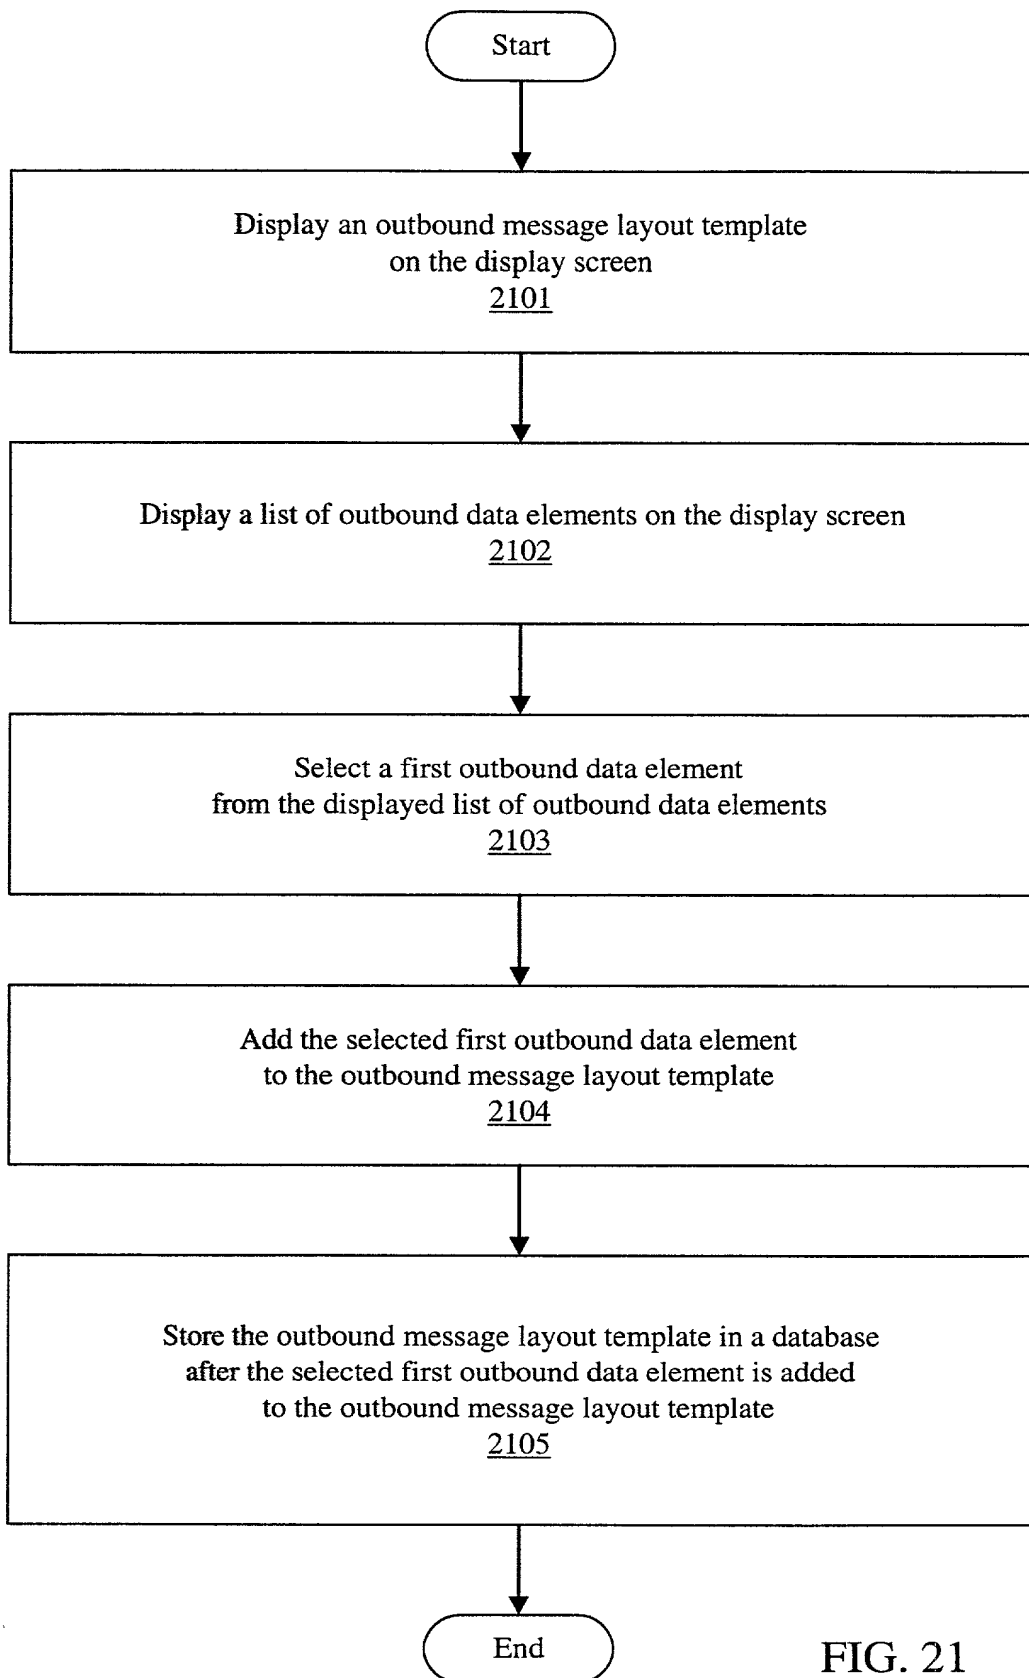 Start
Display an outbound message layout template
on the display screen
2101
Display a list of outbound data elements on the display screen
2102
Select a first outbound data element
from the displayed list of outbound data elements
2103
Add the selected first outbound data element
to the outbound message layout template
2104
Store the outbound message layout template in a database
after the selected first outbound data element is added
to the outbound message layout template
2105
End
FIG. 21